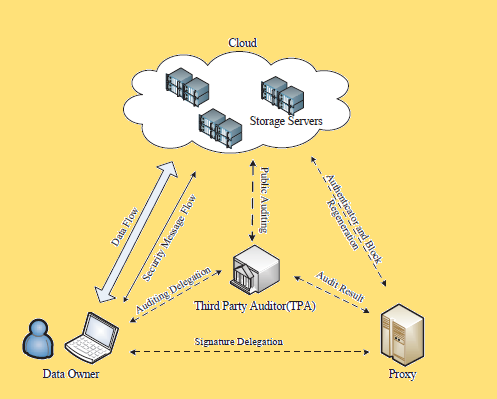 Cloud
Storage Servers
Data Flow
Security Message Flow
Public Auditing
Authenticator and Block
Regeneration
Auditing Delegation
Audit Result
Third Party Auditor(TPA)
Signature Delegation
Data Owner
Proxy